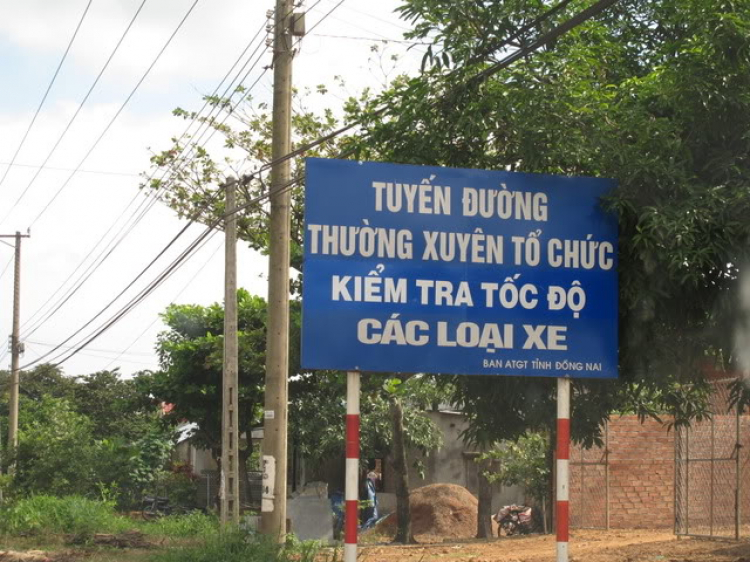 TUYẾN ĐƯỜNG
THƯỜNG XUYÊN TỔ CHỨC
KIỂM TRA TỐC ĐỘ
CÁC LOẠI XE
BAN ATGT TỈNH ĐỒNG NAI